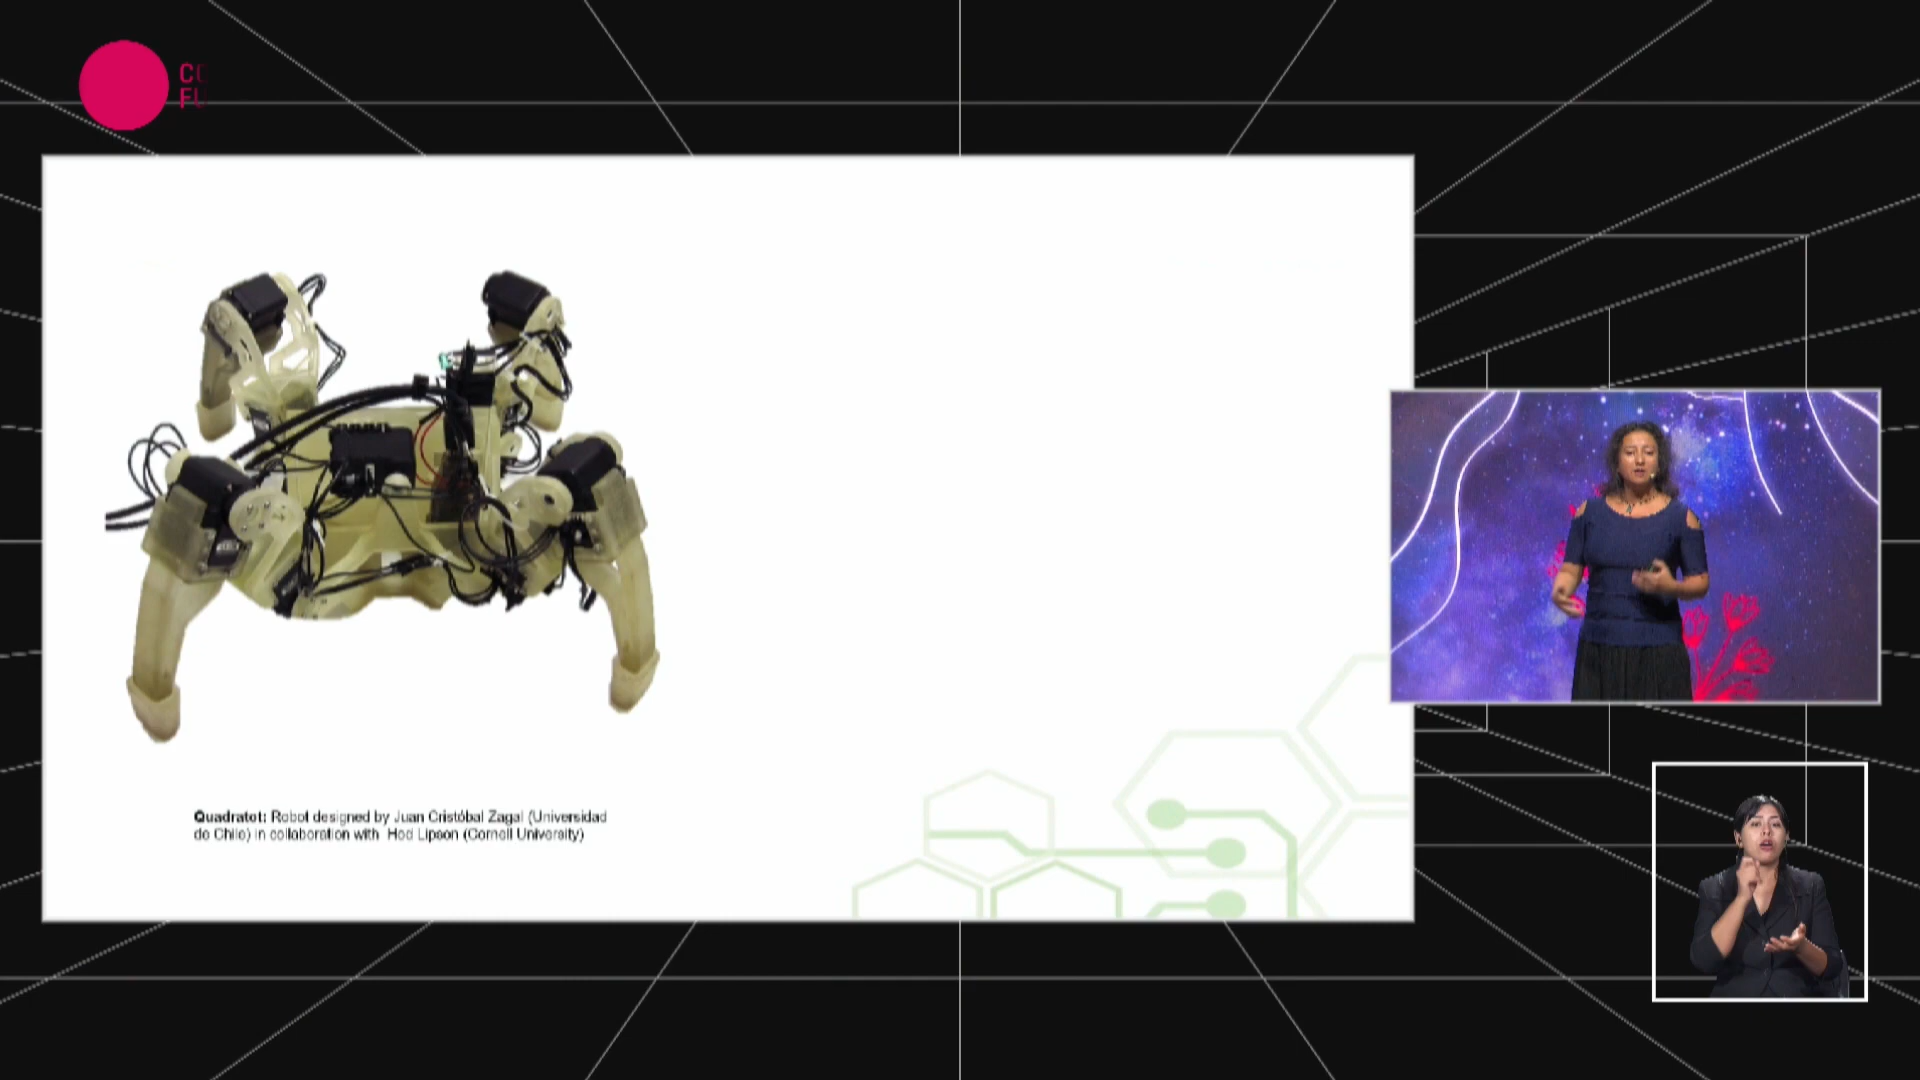 Quadratot: Robot designed by Juan Cristóbal Zagal (Universidad
de Chile) in collaboration with Hod Lipson (Cornell University)